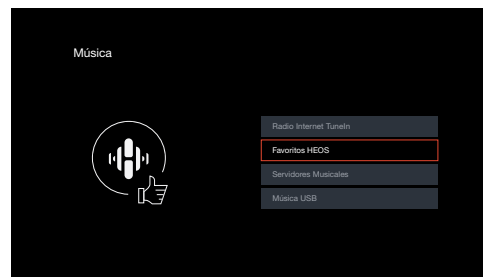 Música
Radio Internet TuneIn
Favoritos HEOS
Servidores Musicales
Música USB